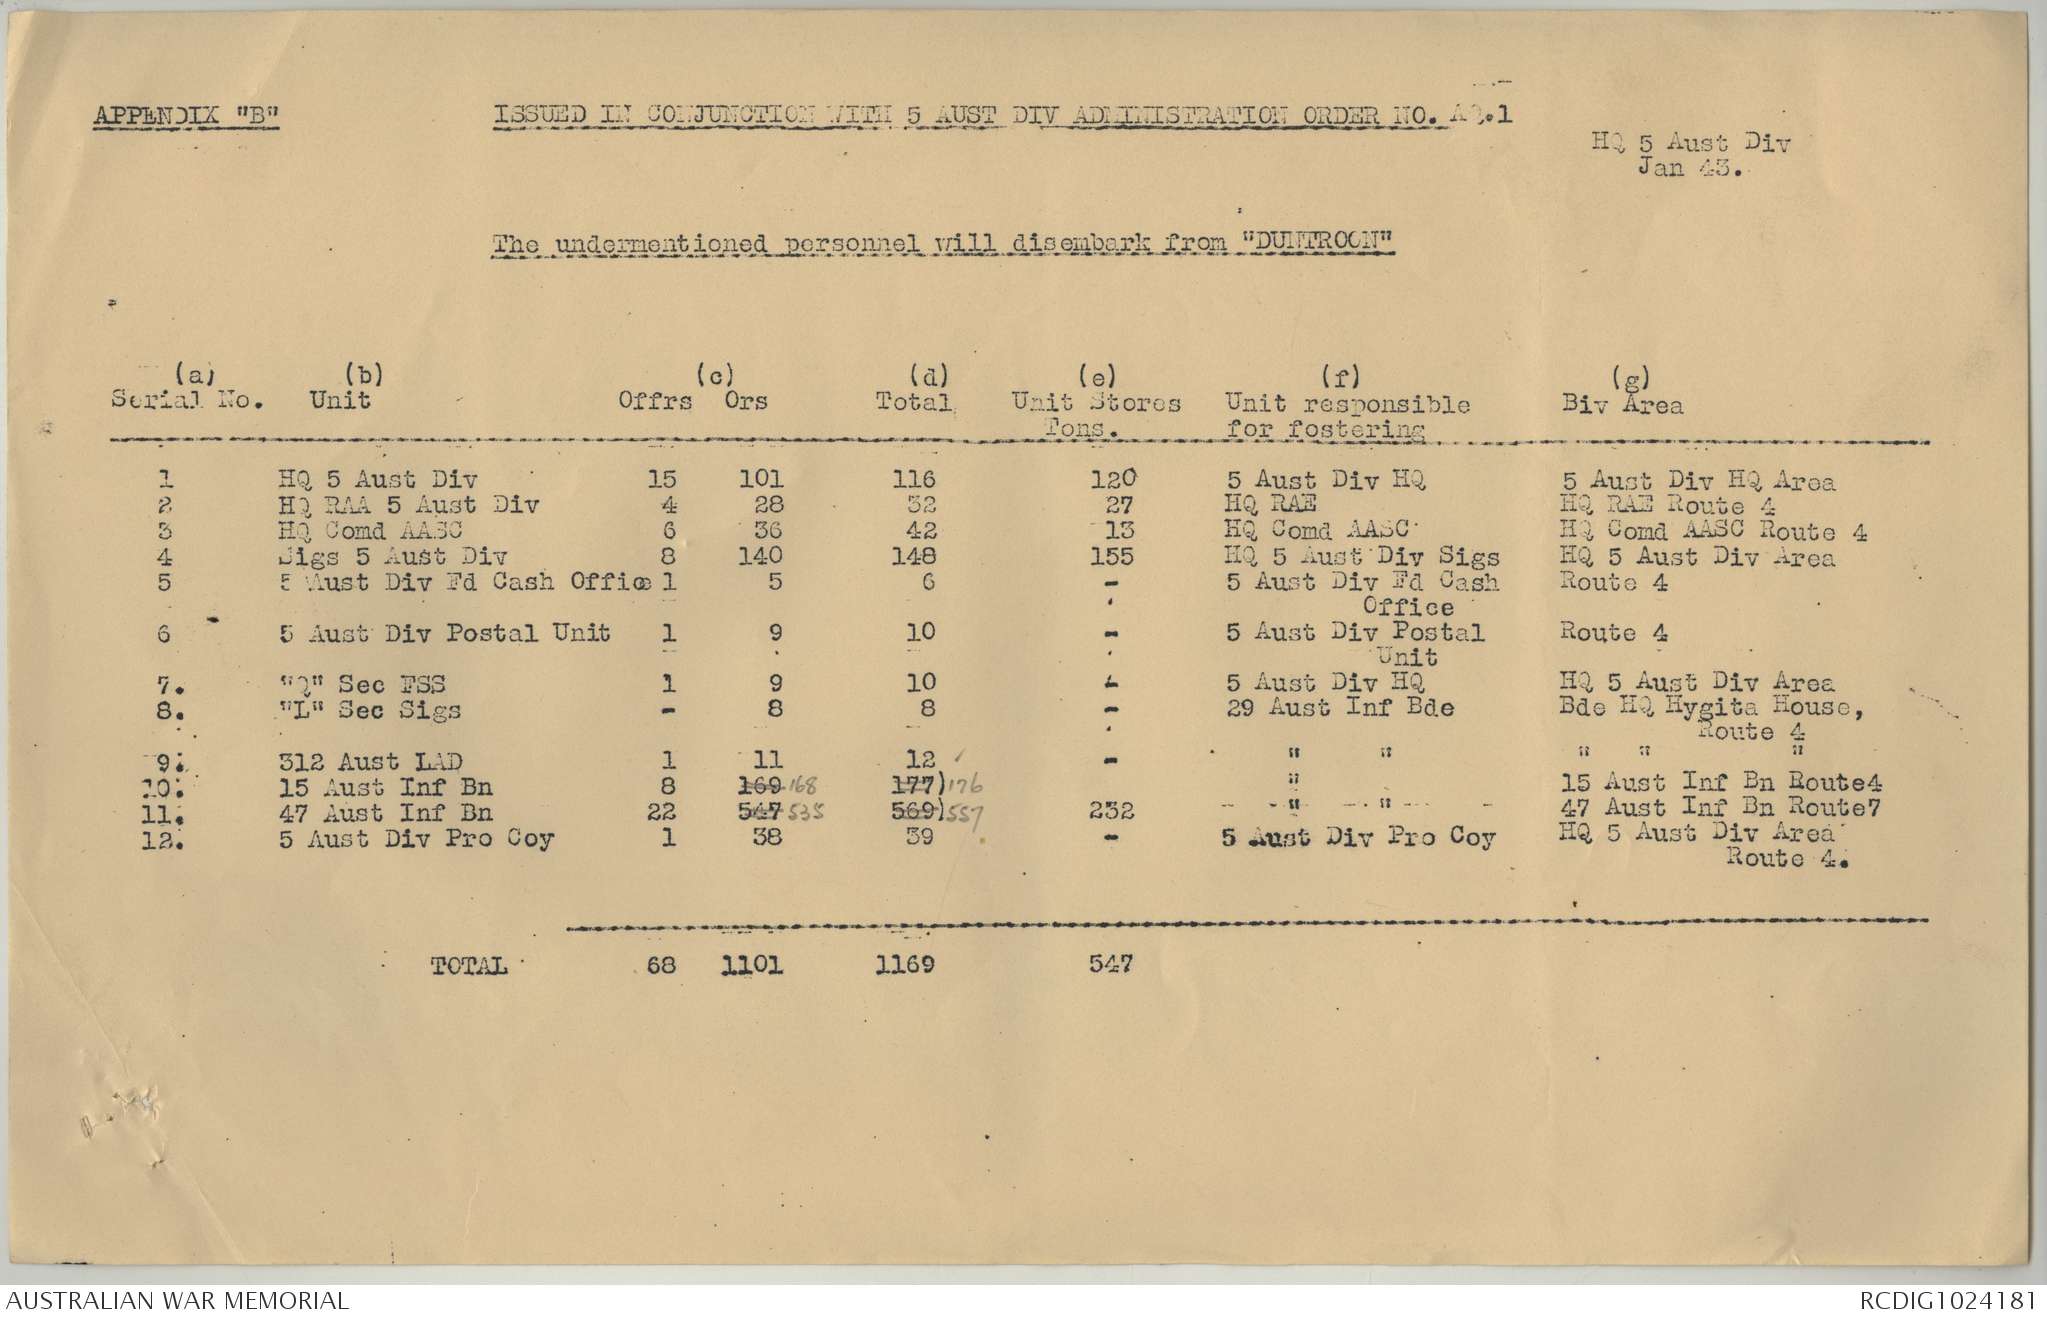 APPENDIX "B" ISSUED IN CONJUNCTION WITH 5 AUST DIV ADMINISTRATION ORDER NO. AQ.1
HQ 5 Aust Div
Jan 43.
The undermentioned personnel will disembark from "DUNTROON"
(a) (b) (c) (d) (e) (f) (g)
Serial No. Unit Offrs Ors Total Unit Stores Unit responsible Biv Area
Tons. for fostering
1 HQ 5 Aust Div 15 101 116 120 5 Aust Div HQ 5 Aust Div HQ Area
2 HQ RAA 5 Aust Div 4 28 32 27 HQ RAE HQ RAE Route 4
3 HQ Comd AASC 6 36 42 13 HQ Comd AASC HQ Comd AASC Route 4
4 Sigs 5 Aust Div 8 140 148 155 HQ 5 Aust Div Sigs HQ 5 Aust Div Area
5 5 Aust Div Fd Cash Office 1 5 6 - 5 Aust Div Fd Cash Route 4
Office
6 5 Aust Div Postal Unit 1 9 10 - 5 Aust Div Postal Route 4
Unit
7. "Q" Sec FSS 1 9 10 - 5 Aust Div HQ HQ 5 Aust Div Area
8. "L" Sec Sigs - 8 8 - 29 Aust Inf Bde Bde HQ Hygita House,
Route 4
9. 312 Aust LAD 1 11 12 - " " " " "
10. 15 Aust Inf Bn 8 169 168 177) 176 " 15 Aust Inf Bn Route4
11. 47 Aust Inf Bn 22 547 535 569) 557 232 - - " - - " - - - 47 Aust Inf Bn Route7
12. 5 Aust Div Pro Coy 1 38 39 - 5 Aust Div Pro Coy HQ 5 Aust Div Area
Route 4.
TOTAL 68 1101 1169 547
AUSTRALIAN WAR MEMORIAL RCDIG1024181